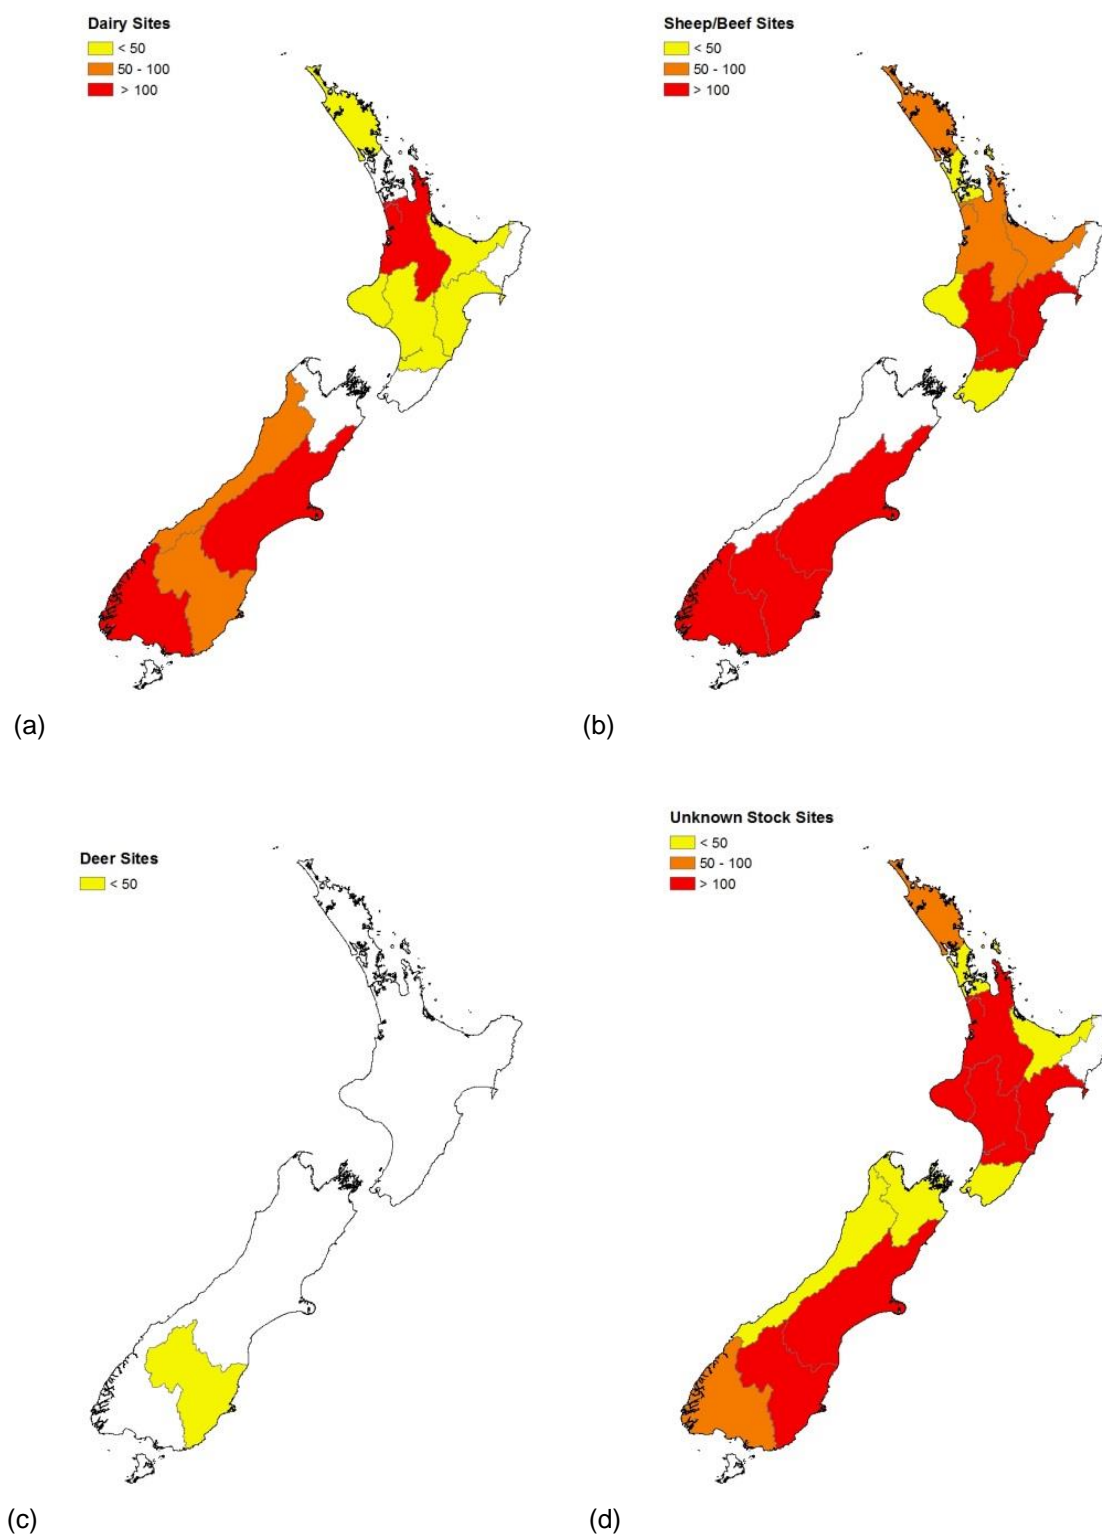 Dairy Sites
< 50
50 - 100
> 100
Sheep/Beef Sites
< 50
50 - 100
> 100
(a)
(b)
Deer Sites
< 50
Unknown Stock Sites
< 50
50 - 100
> 100
(c)
(d)